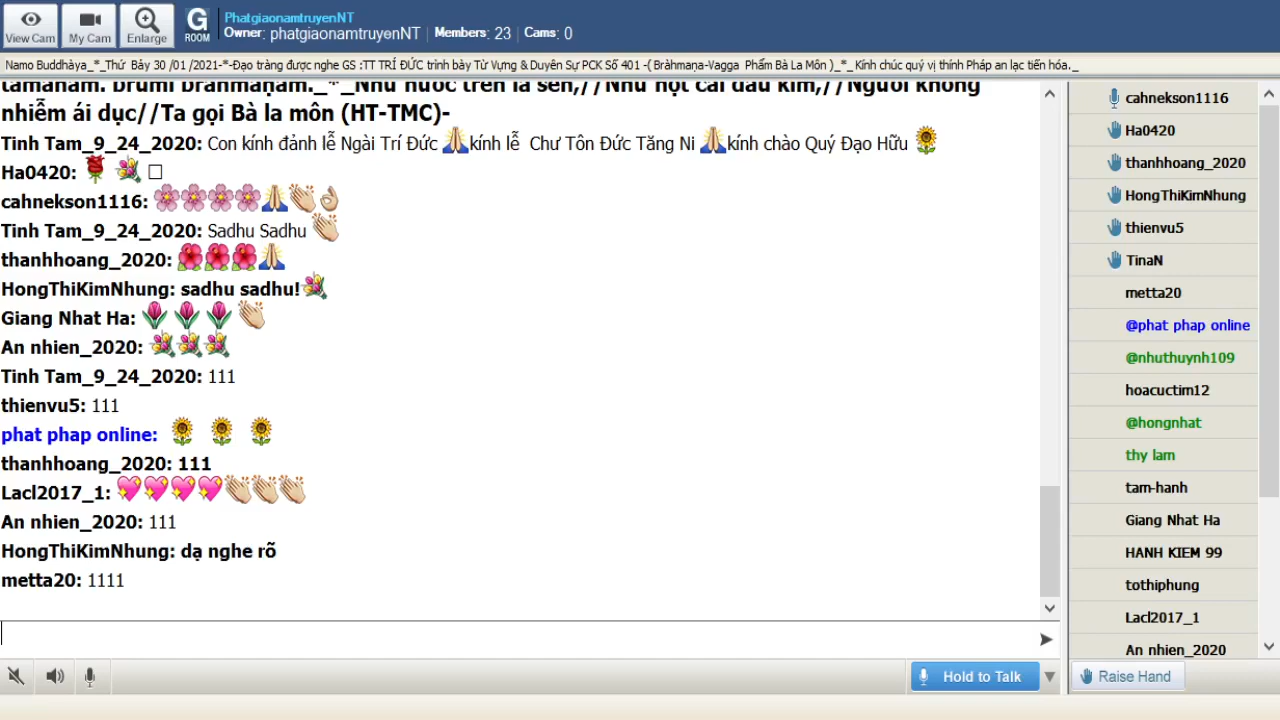 View Cam
My Cam
Enlarge
G ROOM
PhatgiaonamtruyenNT
Owner: phatgiaonamtruyenNT | Members: 23 | Cams: 0
Namo Buddhàya_*_Thứ Bảy 30 /01 /2021-*-Đạo tràng được nghe GS :TT TRÍ ĐỨC trình bày Từ Vựng & Duyên Sự PCK Số 401 -( Bràhmaṇa-Vagga Phẩm Bà La Môn )_*_ Kính chúc quý vị thính Pháp an lạc tiến hóa._
nhiễm ái dục//Ta gọi Bà la môn (HT-TMC)-
Tinh Tam_9_24_2020: Con kính đảnh lễ Ngài Trí Đức 🙏kính lễ Chư Tôn Đức Tăng Ni 🙏kính chào Quý Đạo Hữu 🌻
Ha0420: 🌹 💐 □
cahnekson1116: 🌸🌸🌸🌸🙏👏👌
Tinh Tam_9_24_2020: Sadhu Sadhu 👏
thanhhoang_2020: 🌺🌺🌺🙏
HongThiKimNhung: sadhu sadhu!💐
Giang Nhat Ha: 🌷🌷🌷👏
An nhien_2020: 💐💐💐
Tinh Tam_9_24_2020: 111
thienvu5: 111
phat phap online: 🌻 🌻 🌻
thanhhoang_2020: 111
Lacl2017_1: 💖💖💖💖👏👏👏
An nhien_2020: 111
HongThiKimNhung: dạ nghe rõ
metta20: 1111
cahnekson1116
Ha0420
thanhhoang_2020
HongThiKimNhung
thienvu5
TinaN
metta20
@phat phap online
@nhuthuynh109
hoacuctim12
@hongnhat
thy lam
tam-hanh
Giang Nhat Ha
HANH KIEM 99
tothiphung
Lacl2017_1
An nhien_2020
Hold to Talk
Raise Hand